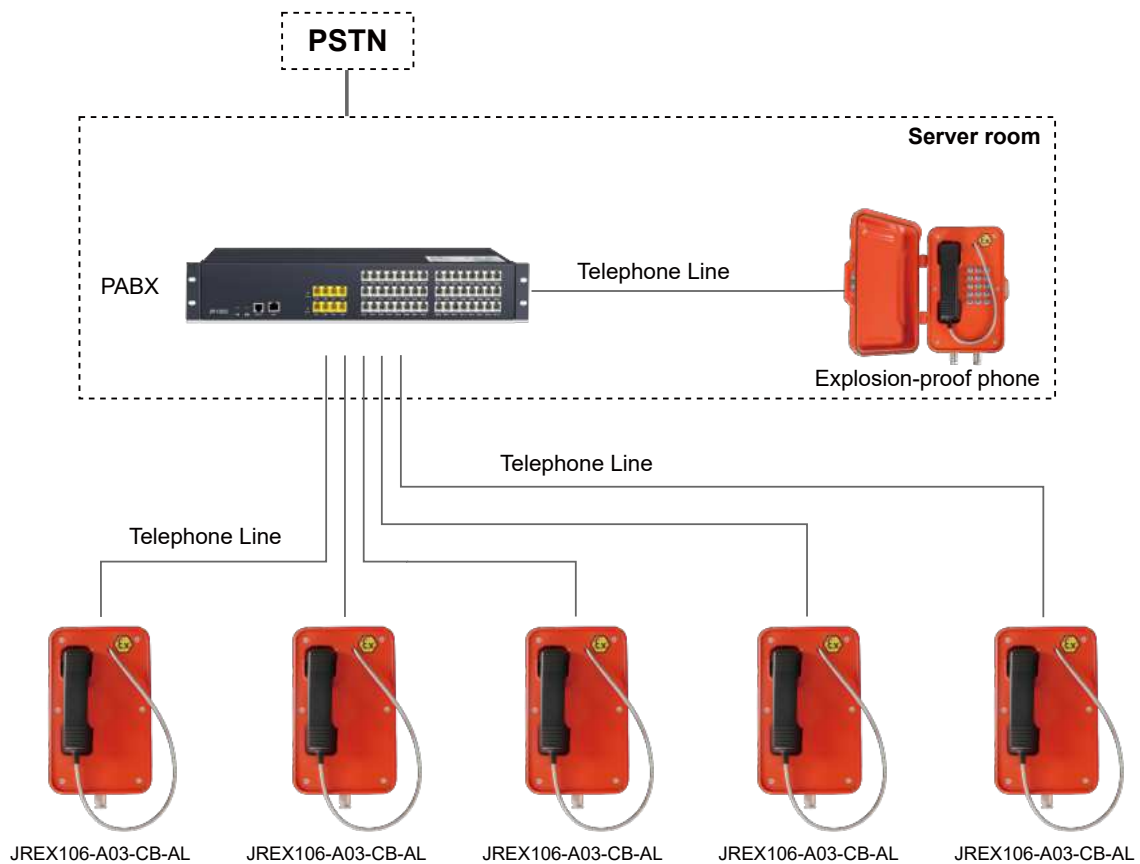 PSTN
Server room
PABX
Telephone Line
Explosion-proof phone
Telephone Line
Telephone Line
JREX106-A03-CB-AL
JREX106-A03-CB-AL
JREX106-A03-CB-AL
JREX106-A03-CB-AL
JREX106-A03-CB-AL